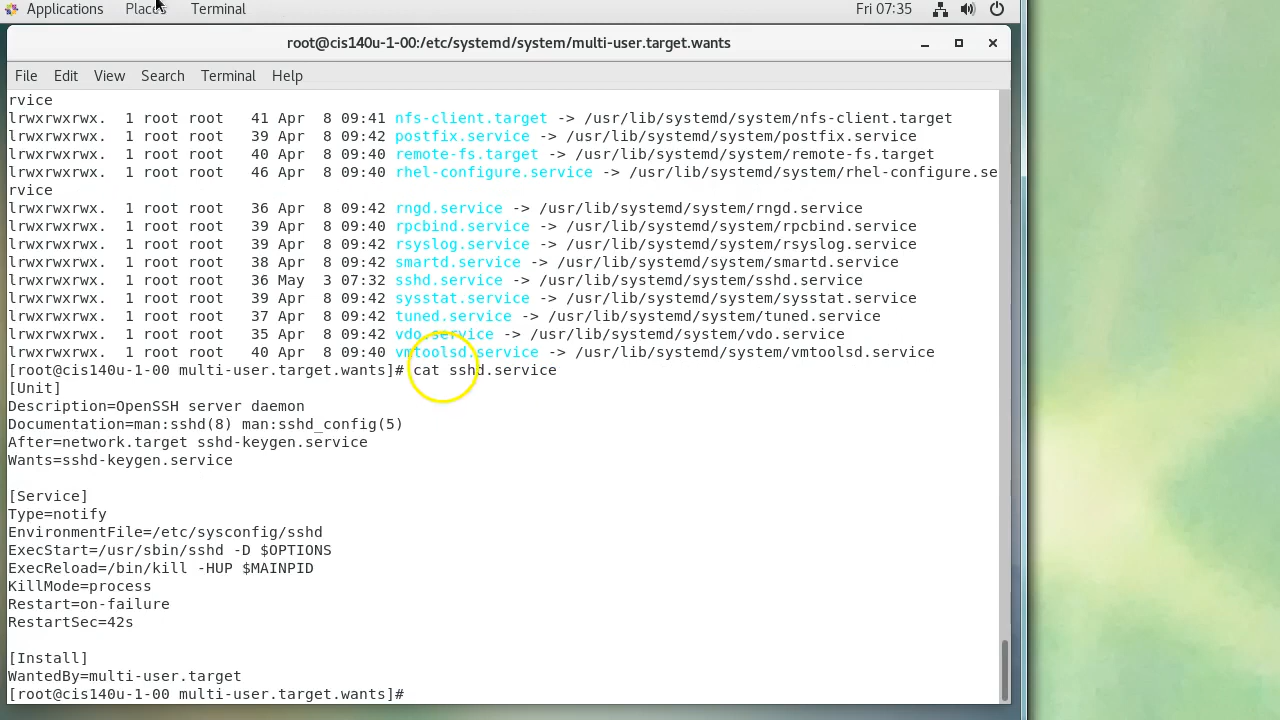 Applications Places Terminal Fri 07:35
root@cis140u-1-00:/etc/systemd/system/multi-user.target.wants
File Edit View Search Terminal Help
rvice
lrwxrwxrwx. 1 root root 41 Apr 8 09:41 nfs-client.target -> /usr/lib/systemd/system/nfs-client.target
lrwxrwxrwx. 1 root root 39 Apr 8 09:40 postfix.service -> /usr/lib/systemd/system/postfix.service
lrwxrwxrwx. 1 root root 40 Apr 8 09:40 remote-fs.target -> /usr/lib/systemd/system/remote-fs.target
lrwxrwxrwx. 1 root root 46 Apr 8 09:40 rhel-configure.service -> /usr/lib/systemd/system/rhel-configure.se
rvice
lrwxrwxrwx. 1 root root 36 Apr 8 09:42 rngd.service -> /usr/lib/systemd/system/rngd.service
lrwxrwxrwx. 1 root root 39 Apr 8 09:40 rpcbind.service -> /usr/lib/systemd/system/rpcbind.service
lrwxrwxrwx. 1 root root 39 Apr 8 09:42 rsyslog.service -> /usr/lib/systemd/system/rsyslog.service
lrwxrwxrwx. 1 root root 38 Apr 8 09:42 smartd.service -> /usr/lib/systemd/system/smartd.service
lrwxrwxrwx. 1 root root 36 May 3 07:32 sshd.service -> /usr/lib/systemd/system/sshd.service
lrwxrwxrwx. 1 root root 39 Apr 8 09:42 sysstat.service -> /usr/lib/systemd/system/sysstat.service
lrwxrwxrwx. 1 root root 37 Apr 8 09:42 tuned.service -> /usr/lib/systemd/system/tuned.service
lrwxrwxrwx. 1 root root 35 Apr 8 09:42 vdo.service -> /usr/lib/systemd/system/vdo.service
lrwxrwxrwx. 1 root root 40 Apr 8 09:40 vmtoolsd.service -> /usr/lib/systemd/system/vmtoolsd.service
[root@cis140u-1-00 multi-user.target.wants]# cat sshd.service
[Unit]
Description=OpenSSH server daemon
Documentation=man:sshd(8) man:sshd_config(5)
After=network.target sshd-keygen.service
Wants=sshd-keygen.service
[Service]
Type=notify
EnvironmentFile=/etc/sysconfig/sshd
ExecStart=/usr/sbin/sshd -D $OPTIONS
ExecReload=/bin/kill -HUP $MAINPID
KillMode=process
Restart=on-failure
RestartSec=42s
[Install]
WantedBy=multi-user.target
[root@cis140u-1-00 multi-user.target.wants]#